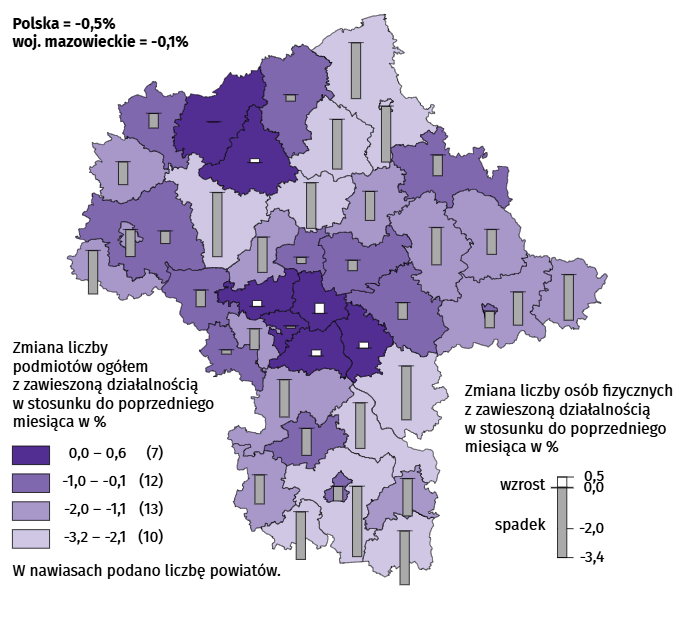 Polska = -0,5%
woj. mazowieckie = -0,1%
Zmiana liczby
podmiotów ogółem
z zawieszoną działalnością
w stosunku do poprzedniego
miesiąca w %
0,0 – 0,6 (7)
-1,0 – -0,1 (12)
-2,0 – -1,1 (13)
-3,2 – -2,1 (10)
W nawiasach podano liczbę powiatów.
Zmiana liczby osób fizycznych
z zawieszoną działalnością
w stosunku do poprzedniego
miesiąca w %
wzrost
0,5
0,0
spadek
-2,0
-3,4